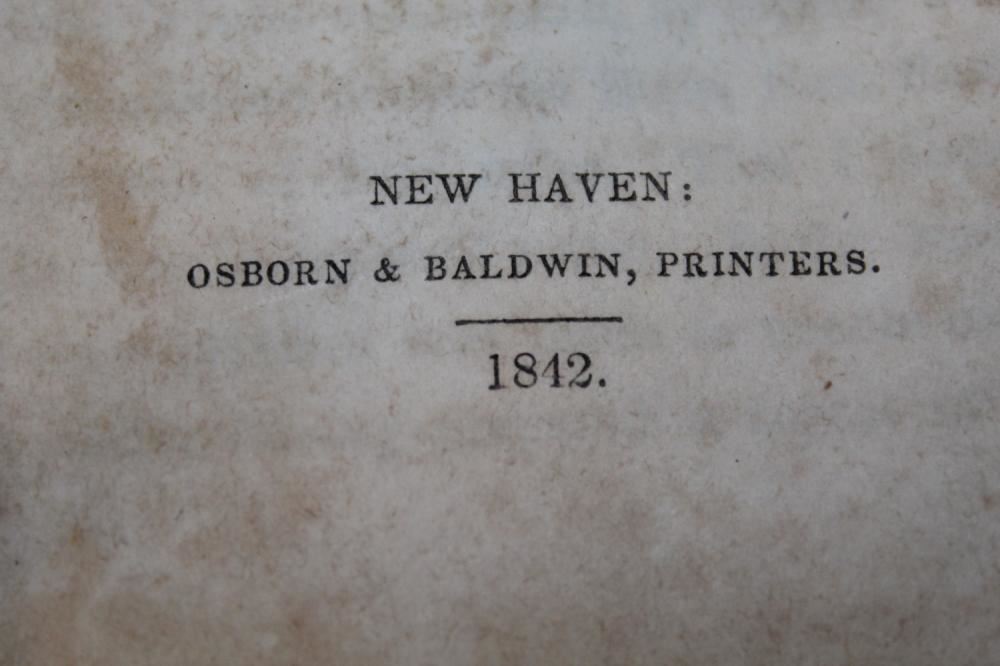 NEW HAVEN:
OSBORN & BALDWIN, PRINTERS.
1842.